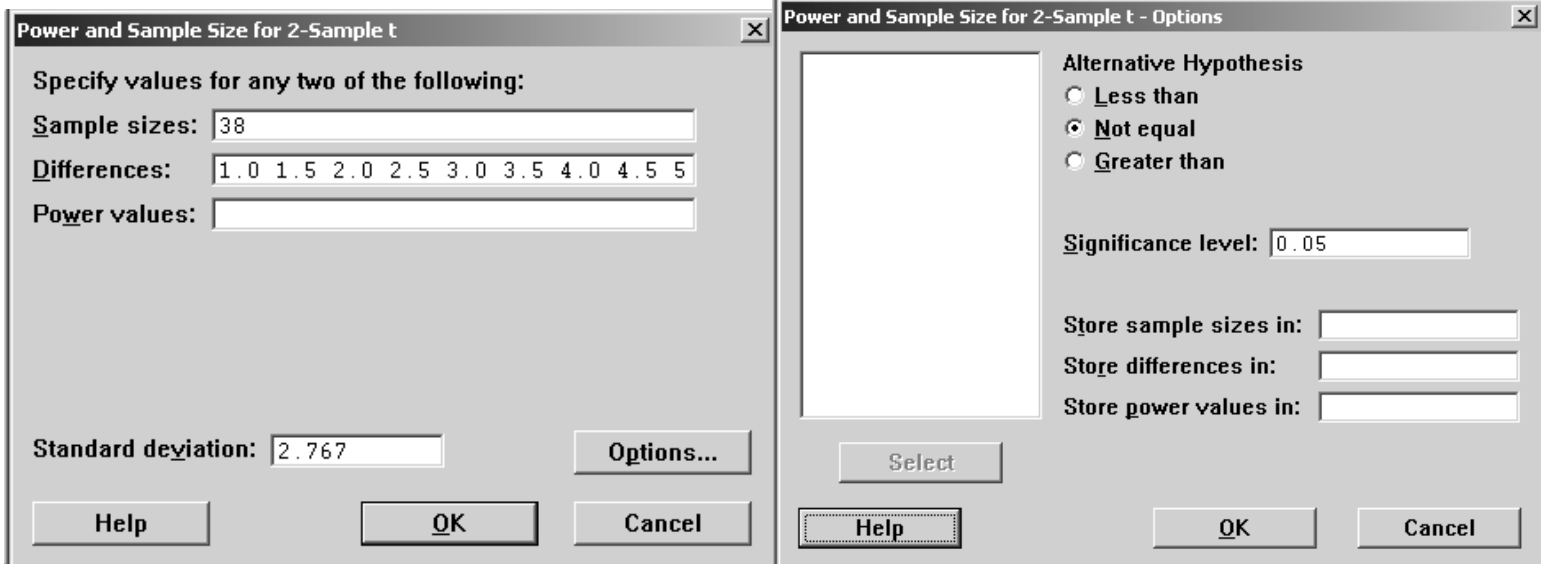 Power and Sample Size for 2-Sample t
Specify values for any two of the following:
Sample sizes: 38
Differences: 1.0 1.5 2.0 2.5 3.0 3.5 4.0 4.5 5
Power values:
Standard deviation: 2.767
Options...
Help
OK
Cancel
Power and Sample Size for 2-Sample t - Options
Alternative Hypothesis
Less than
Not equal
Greater than
Significance level: 0.05
Store sample sizes in:
Store differences in:
Store power values in:
Select
Help
OK
Cancel